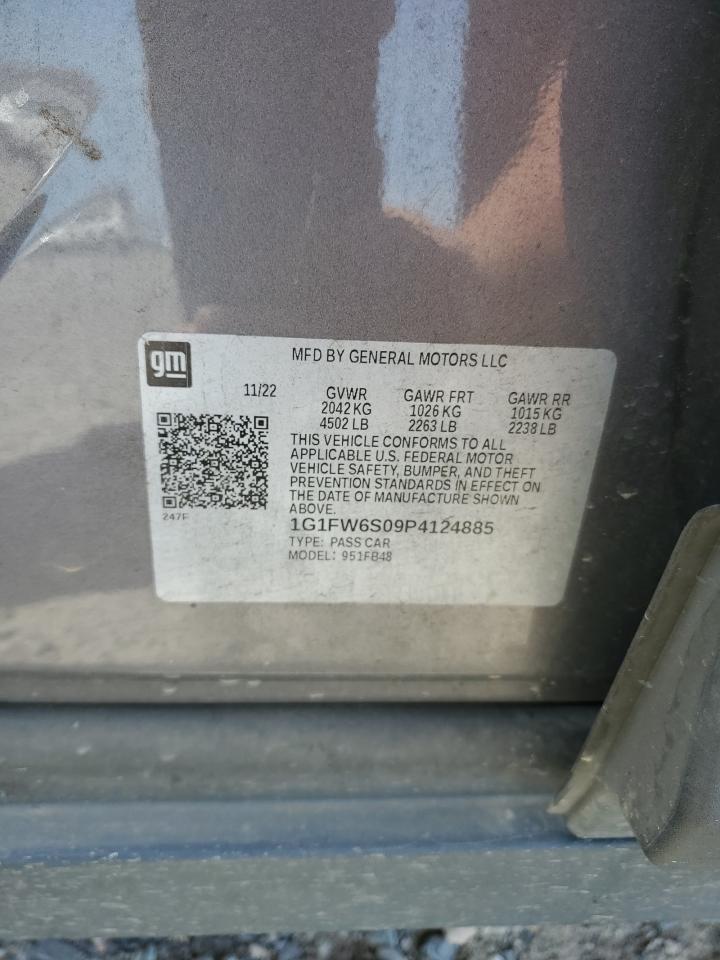 gm
MFD BY GENERAL MOTORS LLC
11/22 GVWR GAWR FRT GAWR RR
2042 KG 1026 KG 1015 KG
4502 LB 2263 LB 2238 LB
THIS VEHICLE CONFORMS TO ALL
APPLICABLE U.S. FEDERAL MOTOR
VEHICLE SAFETY, BUMPER, AND THEFT
PREVENTION STANDARDS IN EFFECT ON
THE DATE OF MANUFACTURE SHOWN
ABOVE.
247F
1G1FW6S09P4124885
TYPE: PASS CAR
MODEL: 951FB48